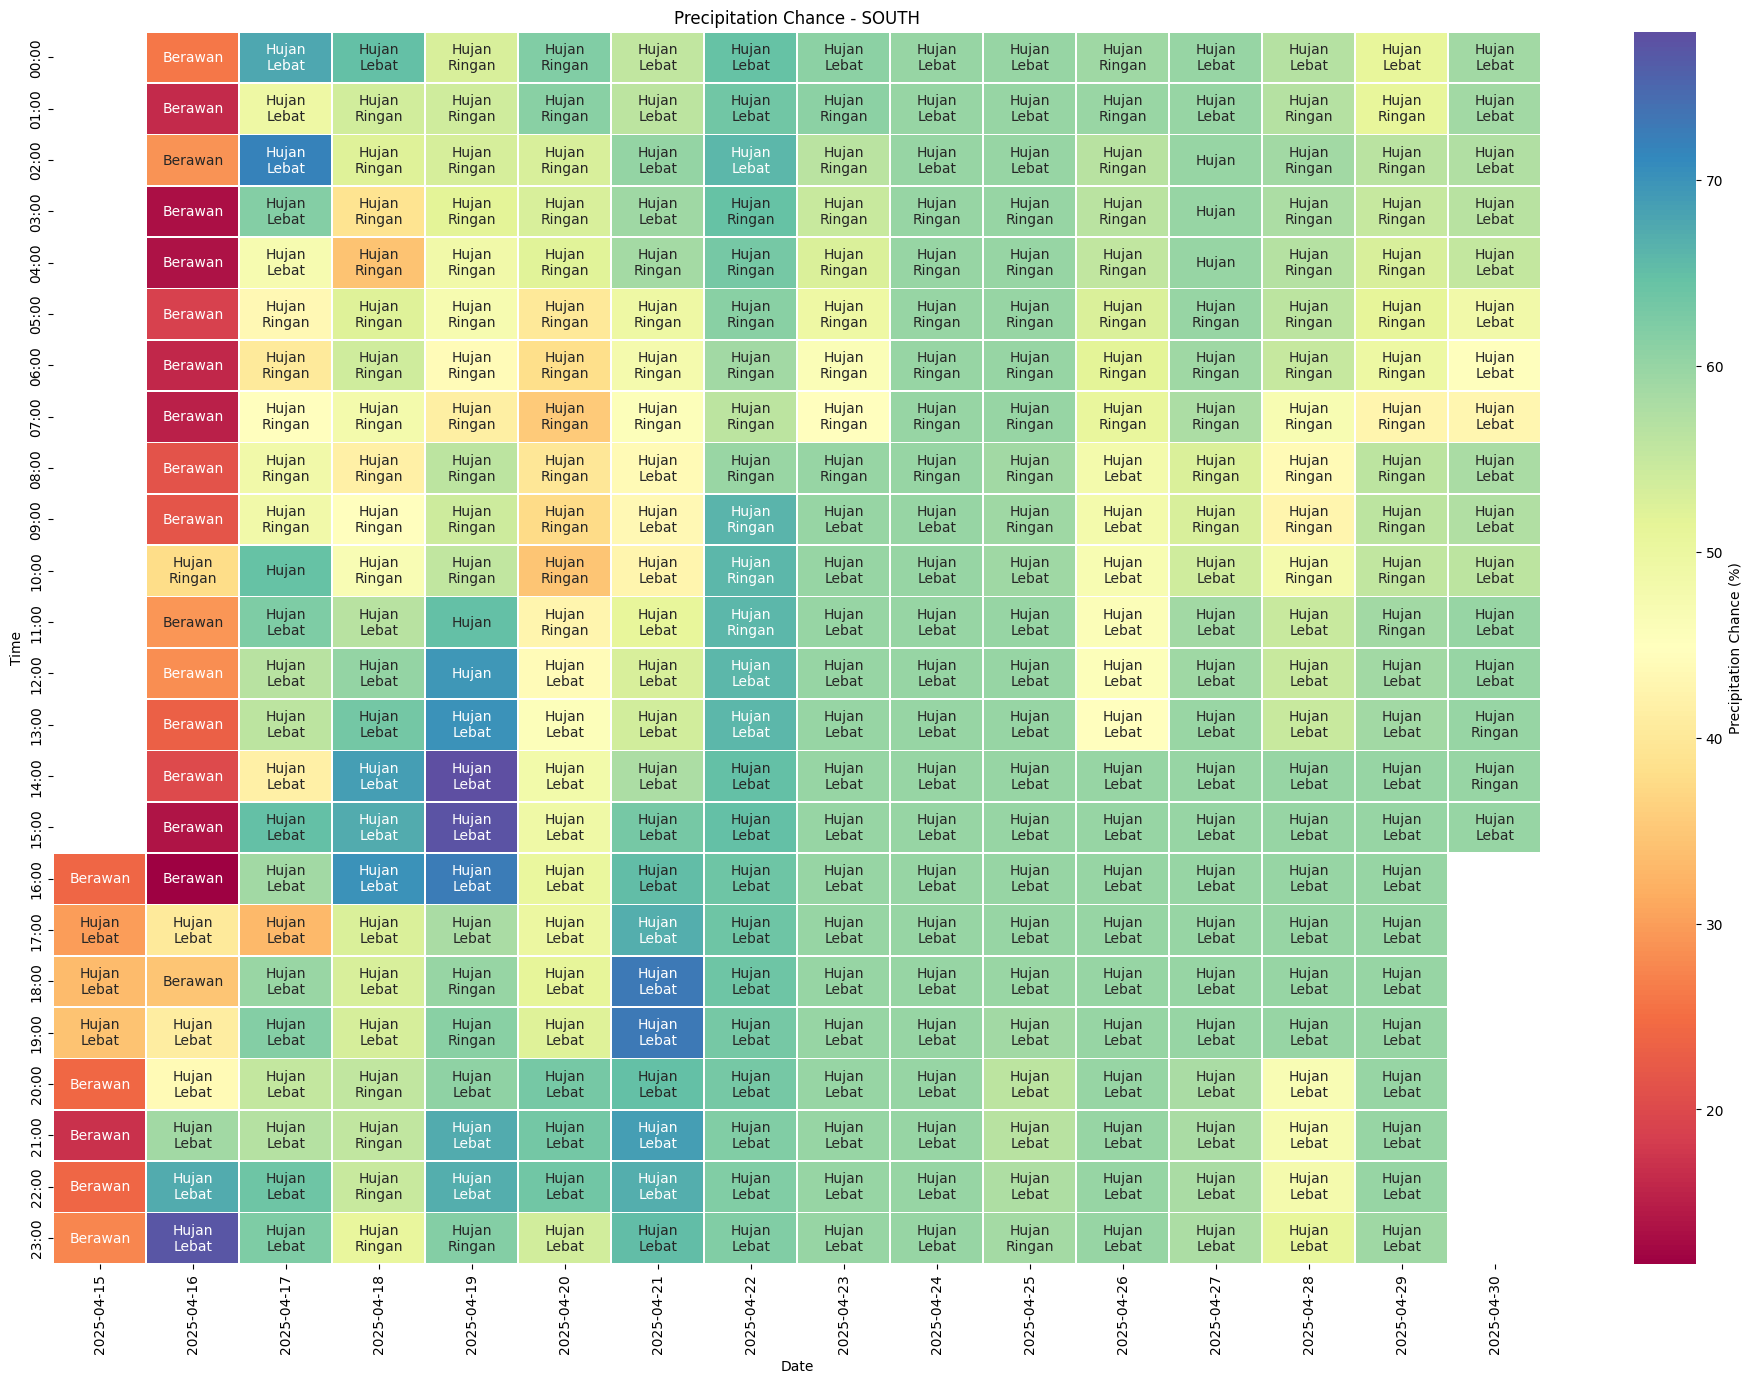 Precipitation Chance - SOUTH
Time
00:00 Berawan Hujan Lebat Hujan Lebat Hujan Ringan Hujan Ringan Hujan Lebat Hujan Lebat Hujan Lebat Hujan Lebat Hujan Lebat Hujan Ringan Hujan Lebat Hujan Lebat Hujan Lebat Hujan Lebat
01:00 Berawan Hujan Lebat Hujan Ringan Hujan Ringan Hujan Ringan Hujan Lebat Hujan Lebat Hujan Ringan Hujan Lebat Hujan Lebat Hujan Ringan Hujan Lebat Hujan Ringan Hujan Ringan Hujan Lebat
02:00 Berawan Hujan Lebat Hujan Ringan Hujan Ringan Hujan Ringan Hujan Lebat Hujan Lebat Hujan Ringan Hujan Lebat Hujan Lebat Hujan Ringan Hujan Hujan Ringan Hujan Ringan Hujan Lebat
03:00 Berawan Hujan Lebat Hujan Ringan Hujan Ringan Hujan Ringan Hujan Lebat Hujan Ringan Hujan Ringan Hujan Ringan Hujan Ringan Hujan Ringan Hujan Hujan Ringan Hujan Ringan Hujan Lebat
04:00 Berawan Hujan Lebat Hujan Ringan Hujan Ringan Hujan Ringan Hujan Ringan Hujan Ringan Hujan Ringan Hujan Ringan Hujan Ringan Hujan Ringan Hujan Hujan Ringan Hujan Ringan Hujan Lebat
05:00 Berawan Hujan Ringan Hujan Ringan Hujan Ringan Hujan Ringan Hujan Ringan Hujan Ringan Hujan Ringan Hujan Ringan Hujan Ringan Hujan Ringan Hujan Ringan Hujan Ringan Hujan Ringan Hujan Lebat
06:00 Berawan Hujan Ringan Hujan Ringan Hujan Ringan Hujan Ringan Hujan Ringan Hujan Ringan Hujan Ringan Hujan Ringan Hujan Ringan Hujan Ringan Hujan Ringan Hujan Ringan Hujan Ringan Hujan Lebat
07:00 Berawan Hujan Ringan Hujan Ringan Hujan Ringan Hujan Ringan Hujan Ringan Hujan Ringan Hujan Ringan Hujan Ringan Hujan Ringan Hujan Ringan Hujan Ringan Hujan Ringan Hujan Ringan Hujan Lebat
08:00 Berawan Hujan Ringan Hujan Ringan Hujan Ringan Hujan Ringan Hujan Lebat Hujan Ringan Hujan Ringan Hujan Ringan Hujan Ringan Hujan Lebat Hujan Ringan Hujan Ringan Hujan Ringan Hujan Lebat
09:00 Berawan Hujan Ringan Hujan Ringan Hujan Ringan Hujan Ringan Hujan Lebat Hujan Ringan Hujan Lebat Hujan Lebat Hujan Ringan Hujan Lebat Hujan Ringan Hujan Ringan Hujan Ringan Hujan Lebat
10:00 Hujan Ringan Hujan Hujan Ringan Hujan Ringan Hujan Ringan Hujan Lebat Hujan Ringan Hujan Lebat Hujan Lebat Hujan Lebat Hujan Lebat Hujan Lebat Hujan Ringan Hujan Ringan Hujan Lebat
11:00 Berawan Hujan Lebat Hujan Lebat Hujan Hujan Ringan Hujan Lebat Hujan Ringan Hujan Lebat Hujan Lebat Hujan Lebat Hujan Lebat Hujan Lebat Hujan Lebat Hujan Ringan Hujan Lebat
12:00 Berawan Hujan Lebat Hujan Lebat Hujan Hujan Lebat Hujan Lebat Hujan Lebat Hujan Lebat Hujan Lebat Hujan Lebat Hujan Lebat Hujan Lebat Hujan Lebat Hujan Lebat Hujan Lebat
13:00 Berawan Hujan Lebat Hujan Lebat Hujan Lebat Hujan Lebat Hujan Lebat Hujan Lebat Hujan Lebat Hujan Lebat Hujan Lebat Hujan Lebat Hujan Lebat Hujan Lebat Hujan Lebat Hujan Ringan
14:00 Berawan Hujan Lebat Hujan Lebat Hujan Lebat Hujan Lebat Hujan Lebat Hujan Lebat Hujan Lebat Hujan Lebat Hujan Lebat Hujan Lebat Hujan Lebat Hujan Lebat Hujan Lebat Hujan Ringan
15:00 Berawan Hujan Lebat Hujan Lebat Hujan Lebat Hujan Lebat Hujan Lebat Hujan Lebat Hujan Lebat Hujan Lebat Hujan Lebat Hujan Lebat Hujan Lebat Hujan Lebat Hujan Lebat Hujan Lebat
16:00 Berawan Berawan Hujan Lebat Hujan Lebat Hujan Lebat Hujan Lebat Hujan Lebat Hujan Lebat Hujan Lebat Hujan Lebat Hujan Lebat Hujan Lebat Hujan Lebat Hujan Lebat Hujan Lebat
17:00 Hujan Lebat Hujan Lebat Hujan Lebat Hujan Lebat Hujan Lebat Hujan Lebat Hujan Lebat Hujan Lebat Hujan Lebat Hujan Lebat Hujan Lebat Hujan Lebat Hujan Lebat Hujan Lebat Hujan Lebat
18:00 Hujan Lebat Berawan Hujan Lebat Hujan Lebat Hujan Ringan Hujan Lebat Hujan Lebat Hujan Lebat Hujan Lebat Hujan Lebat Hujan Lebat Hujan Lebat Hujan Lebat Hujan Lebat Hujan Lebat
19:00 Hujan Lebat Hujan Lebat Hujan Lebat Hujan Lebat Hujan Ringan Hujan Lebat Hujan Lebat Hujan Lebat Hujan Lebat Hujan Lebat Hujan Lebat Hujan Lebat Hujan Lebat Hujan Lebat Hujan Lebat
20:00 Berawan Hujan Lebat Hujan Lebat Hujan Ringan Hujan Lebat Hujan Lebat Hujan Lebat Hujan Lebat Hujan Lebat Hujan Lebat Hujan Lebat Hujan Lebat Hujan Lebat Hujan Lebat Hujan Lebat
21:00 Berawan Hujan Lebat Hujan Lebat Hujan Ringan Hujan Lebat Hujan Lebat Hujan Lebat Hujan Lebat Hujan Lebat Hujan Lebat Hujan Lebat Hujan Lebat Hujan Lebat Hujan Lebat Hujan Lebat
22:00 Berawan Hujan Lebat Hujan Lebat Hujan Ringan Hujan Lebat Hujan Lebat Hujan Lebat Hujan Lebat Hujan Lebat Hujan Lebat Hujan Ringan Hujan Lebat Hujan Lebat Hujan Lebat Hujan Lebat
23:00 Berawan Hujan Lebat Hujan Lebat Hujan Ringan Hujan Ringan Hujan Lebat Hujan Lebat Hujan Lebat Hujan Lebat Hujan Lebat Hujan Ringan Hujan Lebat Hujan Lebat Hujan Lebat Hujan Lebat
2025-04-15 2025-04-16 2025-04-17 2025-04-18 2025-04-19 2025-04-20 2025-04-21 2025-04-22 2025-04-23 2025-04-24 2025-04-25 2025-04-26 2025-04-27 2025-04-28 2025-04-29 2025-04-30
Date
70
60
50
40
30
20
Precipitation Chance (%)